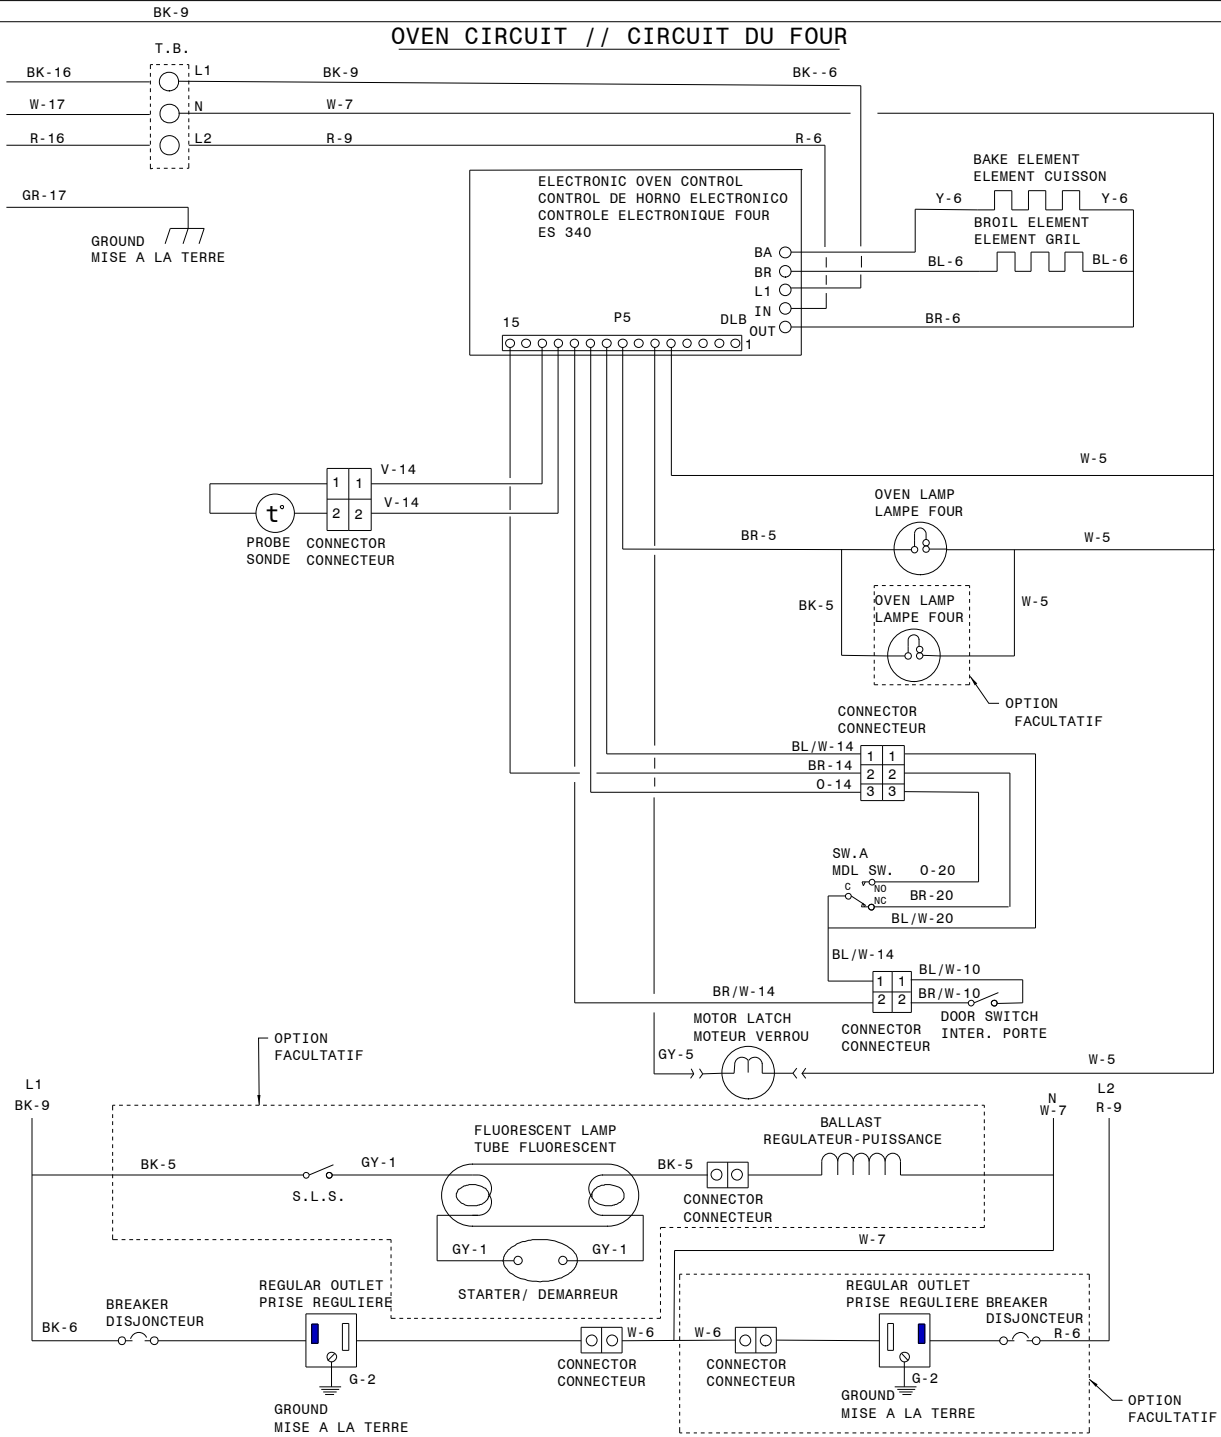 BK-9
OVEN CIRCUIT // CIRCUIT DU FOUR
T.B.
BK-16
L1
BK-9
BK--6
W-17
N
W-7
R-16
L2
R-9
R-6
GR-17
GROUND
MISE A LA TERRE
ELECTRONIC OVEN CONTROL
CONTROL DE HORNO ELECTRONICO
CONTROLE ELECTRONIQUE FOUR
ES 340
BA
BR
L1
IN
OUT
DLB
15
P5
1
BAKE ELEMENT
ELEMENT CUISSON
Y-6
Y-6
BROIL ELEMENT
ELEMENT GRIL
BL-6
BL-6
BR-6
V-14
1 1
V-14
2 2
t°
PROBE
SONDE
CONNECTOR
CONNECTEUR
W-5
OVEN LAMP
LAMPE FOUR
BR-5
W-5
OVEN LAMP
LAMPE FOUR
BK-5
W-5
OPTION
FACULTATIF
CONNECTOR
CONNECTEUR
BL/W-14
1 1
BR-14
2 2
O-14
3 3
SW.A
MDL SW.
O-20
C
NO
NC
BR-20
BL/W-20
BL/W-14
BL/W-10
1 1
BR/W-14
2 2
BR/W-10
DOOR SWITCH
INTER. PORTE
CONNECTOR
CONNECTEUR
MOTOR LATCH
MOTEUR VERROU
GY-5
W-5
OPTION
FACULTATIF
L1
BK-9
N
W-7
L2
R-9
FLUORESCENT LAMP
TUBE FLUORESCENT
BALLAST
REGULATEUR-PUISSANCE
BK-5
S.L.S.
GY-1
BK-5
CONNECTOR
CONNECTEUR
GY-1
GY-1
STARTER/ DEMARREUR
W-7
BK-6
BREAKER
DISJONCTEUR
REGULAR OUTLET
PRISE REGULIERE
G-2
GROUND
MISE A LA TERRE
CONNECTOR
CONNECTEUR
W-6
W-6
CONNECTOR
CONNECTEUR
REGULAR OUTLET
PRISE REGULIERE
BREAKER
DISJONCTEUR
R-6
G-2
GROUND
MISE A LA TERRE
OPTION
FACULTATIF